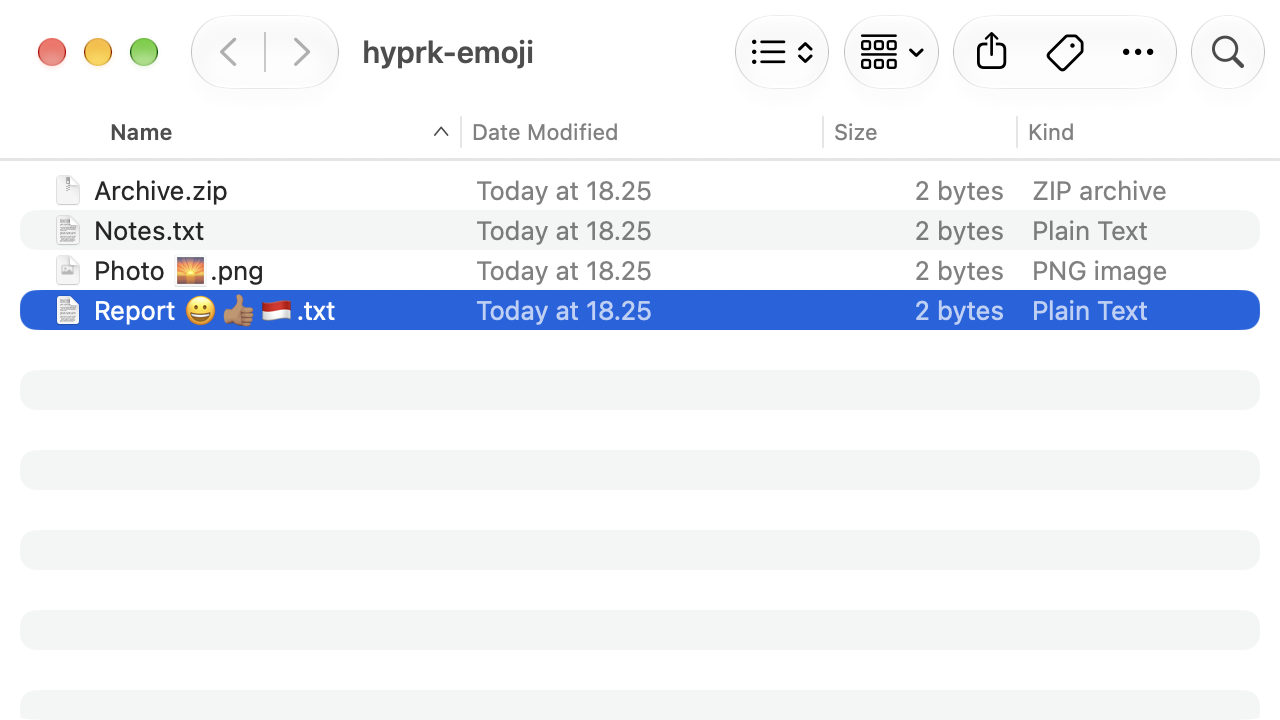 hyprk-emoji
Name Date Modified Size Kind
Archive.zip Today at 18.25 2 bytes ZIP archive
Notes.txt Today at 18.25 2 bytes Plain Text
Photo 🌅.png Today at 18.25 2 bytes PNG image
Report 😀👍🏽🇮🇩.txt Today at 18.25 2 bytes Plain Text